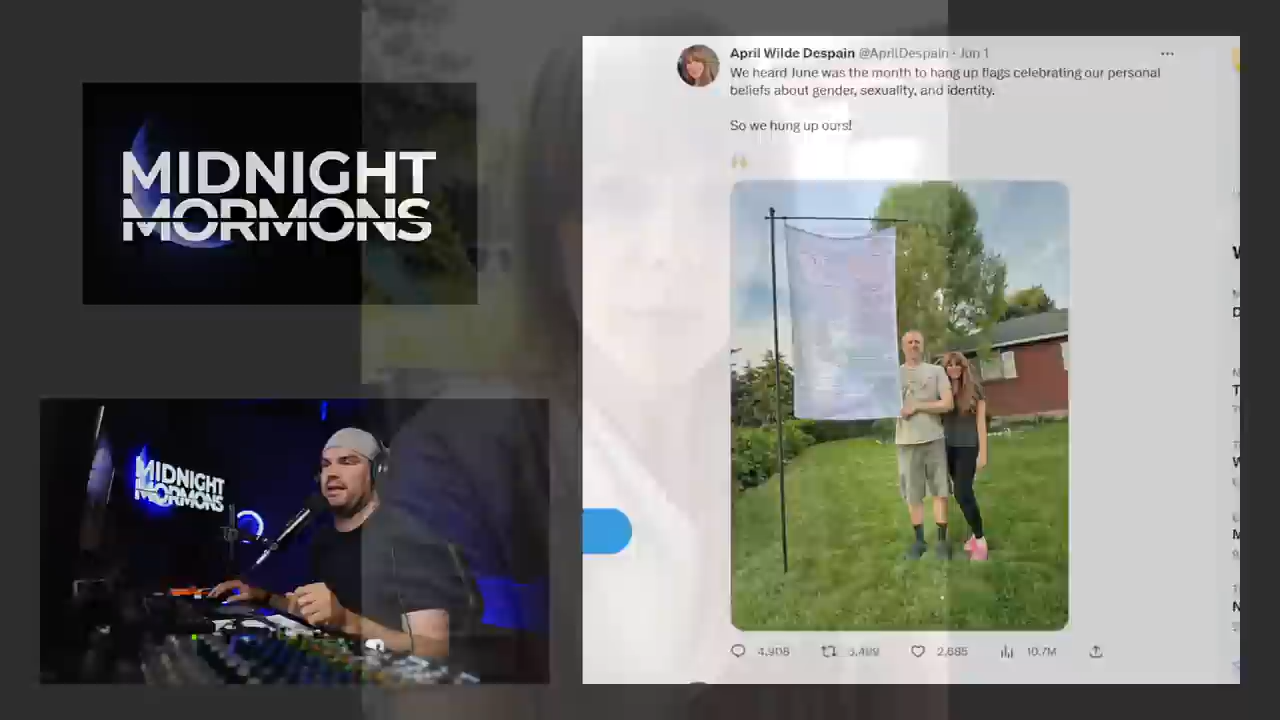 MIDNIGHT
MORMONS
MIDNIGHT
MORMONS
April Wilde Despain @AprilDespain · Jun 1
We heard June was the month to hang up flags celebrating our personal
beliefs about gender, sexuality, and identity.
So we hung up ours!
4,908 3,499 2,685 10.7M